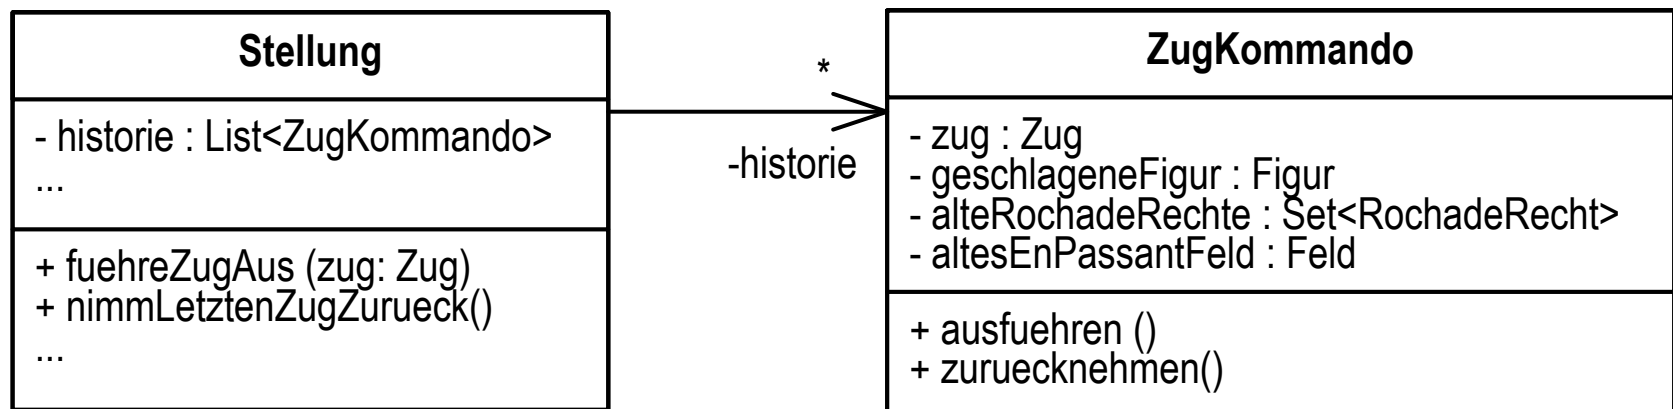 Stellung
- historie : List<ZugKommando>
...
+ fuehreZugAus (zug: Zug)
+ nimmLetztenZugZurueck()
...
*
-historie
ZugKommando
- zug : Zug
- geschlageneFigur : Figur
- alteRochadeRechte : Set<RochadeRecht>
- altesEnPassantFeld : Feld
+ ausfuehren ()
+ zuruecknehmen()